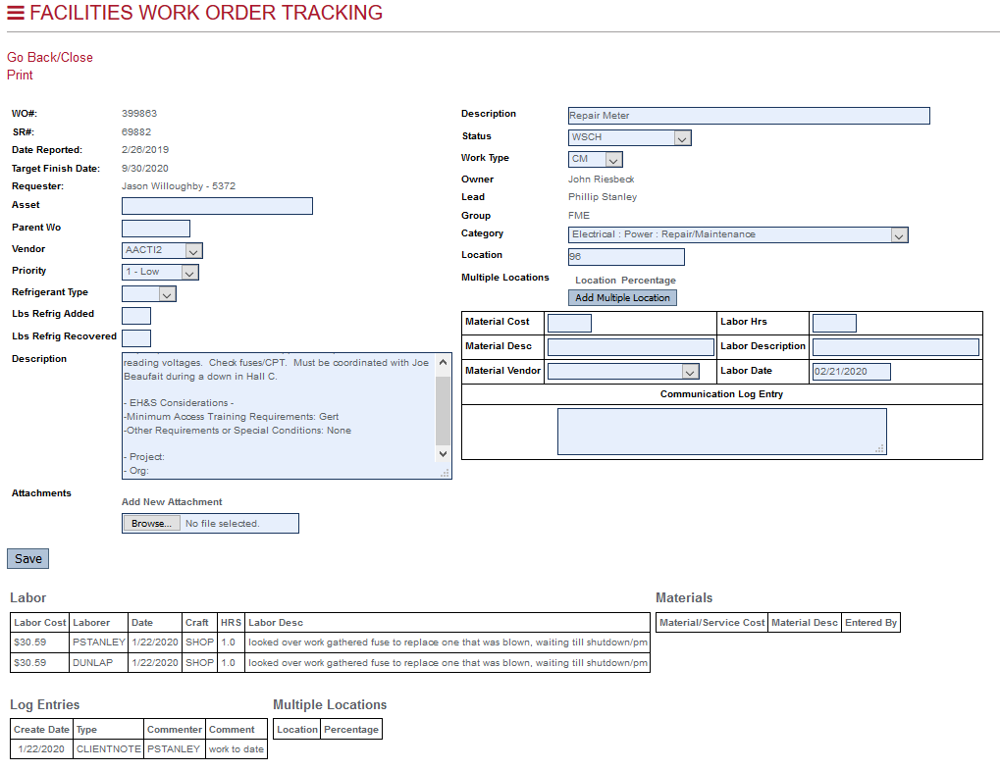 FACILITIES WORK ORDER TRACKING
Go Back/Close
Print
WO#: 399863
SR#: 69882
Date Reported: 2/26/2019
Target Finish Date: 9/30/2020
Requester: Jason Willoughby - 5372
Asset
Parent Wo
Vendor AACTI2
Priority 1 - Low
Refrigerant Type
Lbs Refrig Added
Lbs Refrig Recovered
Description
reading voltages. Check fuses/CPT. Must be coordinated with Joe
Beaufait during a down in Hall C.
- EH&S Considerations -
-Minimum Access Training Requirements: Gert
-Other Requirements or Special Conditions: None
- Project:
- Org:
Attachments
Add New Attachment
Browse... No file selected.
Save
Description Repair Meter
Status WSCH
Work Type CM
Owner John Riesbeck
Lead Phillip Stanley
Group FME
Category Electrical : Power : Repair/Maintenance
Location 96
Multiple Locations Location Percentage
Add Multiple Location
Material Cost Labor Hrs
Material Desc Labor Description
Material Vendor Labor Date 02/21/2020
Communication Log Entry
Labor
Labor Cost Laborer Date Craft HRS Labor Desc
$30.59 PSTANLEY 1/22/2020 SHOP 1.0 looked over work gathered fuse to replace one that was blown, waiting till shutdown/pm
$30.59 DUNLAP 1/22/2020 SHOP 1.0 looked over work gathered fuse to replace one that was blown, waiting till shutdown/pm
Materials
Material/Service Cost Material Desc Entered By
Log Entries
Create Date Type Commenter Comment
1/22/2020 CLIENTNOTE PSTANLEY work to date
Multiple Locations
Location Percentage